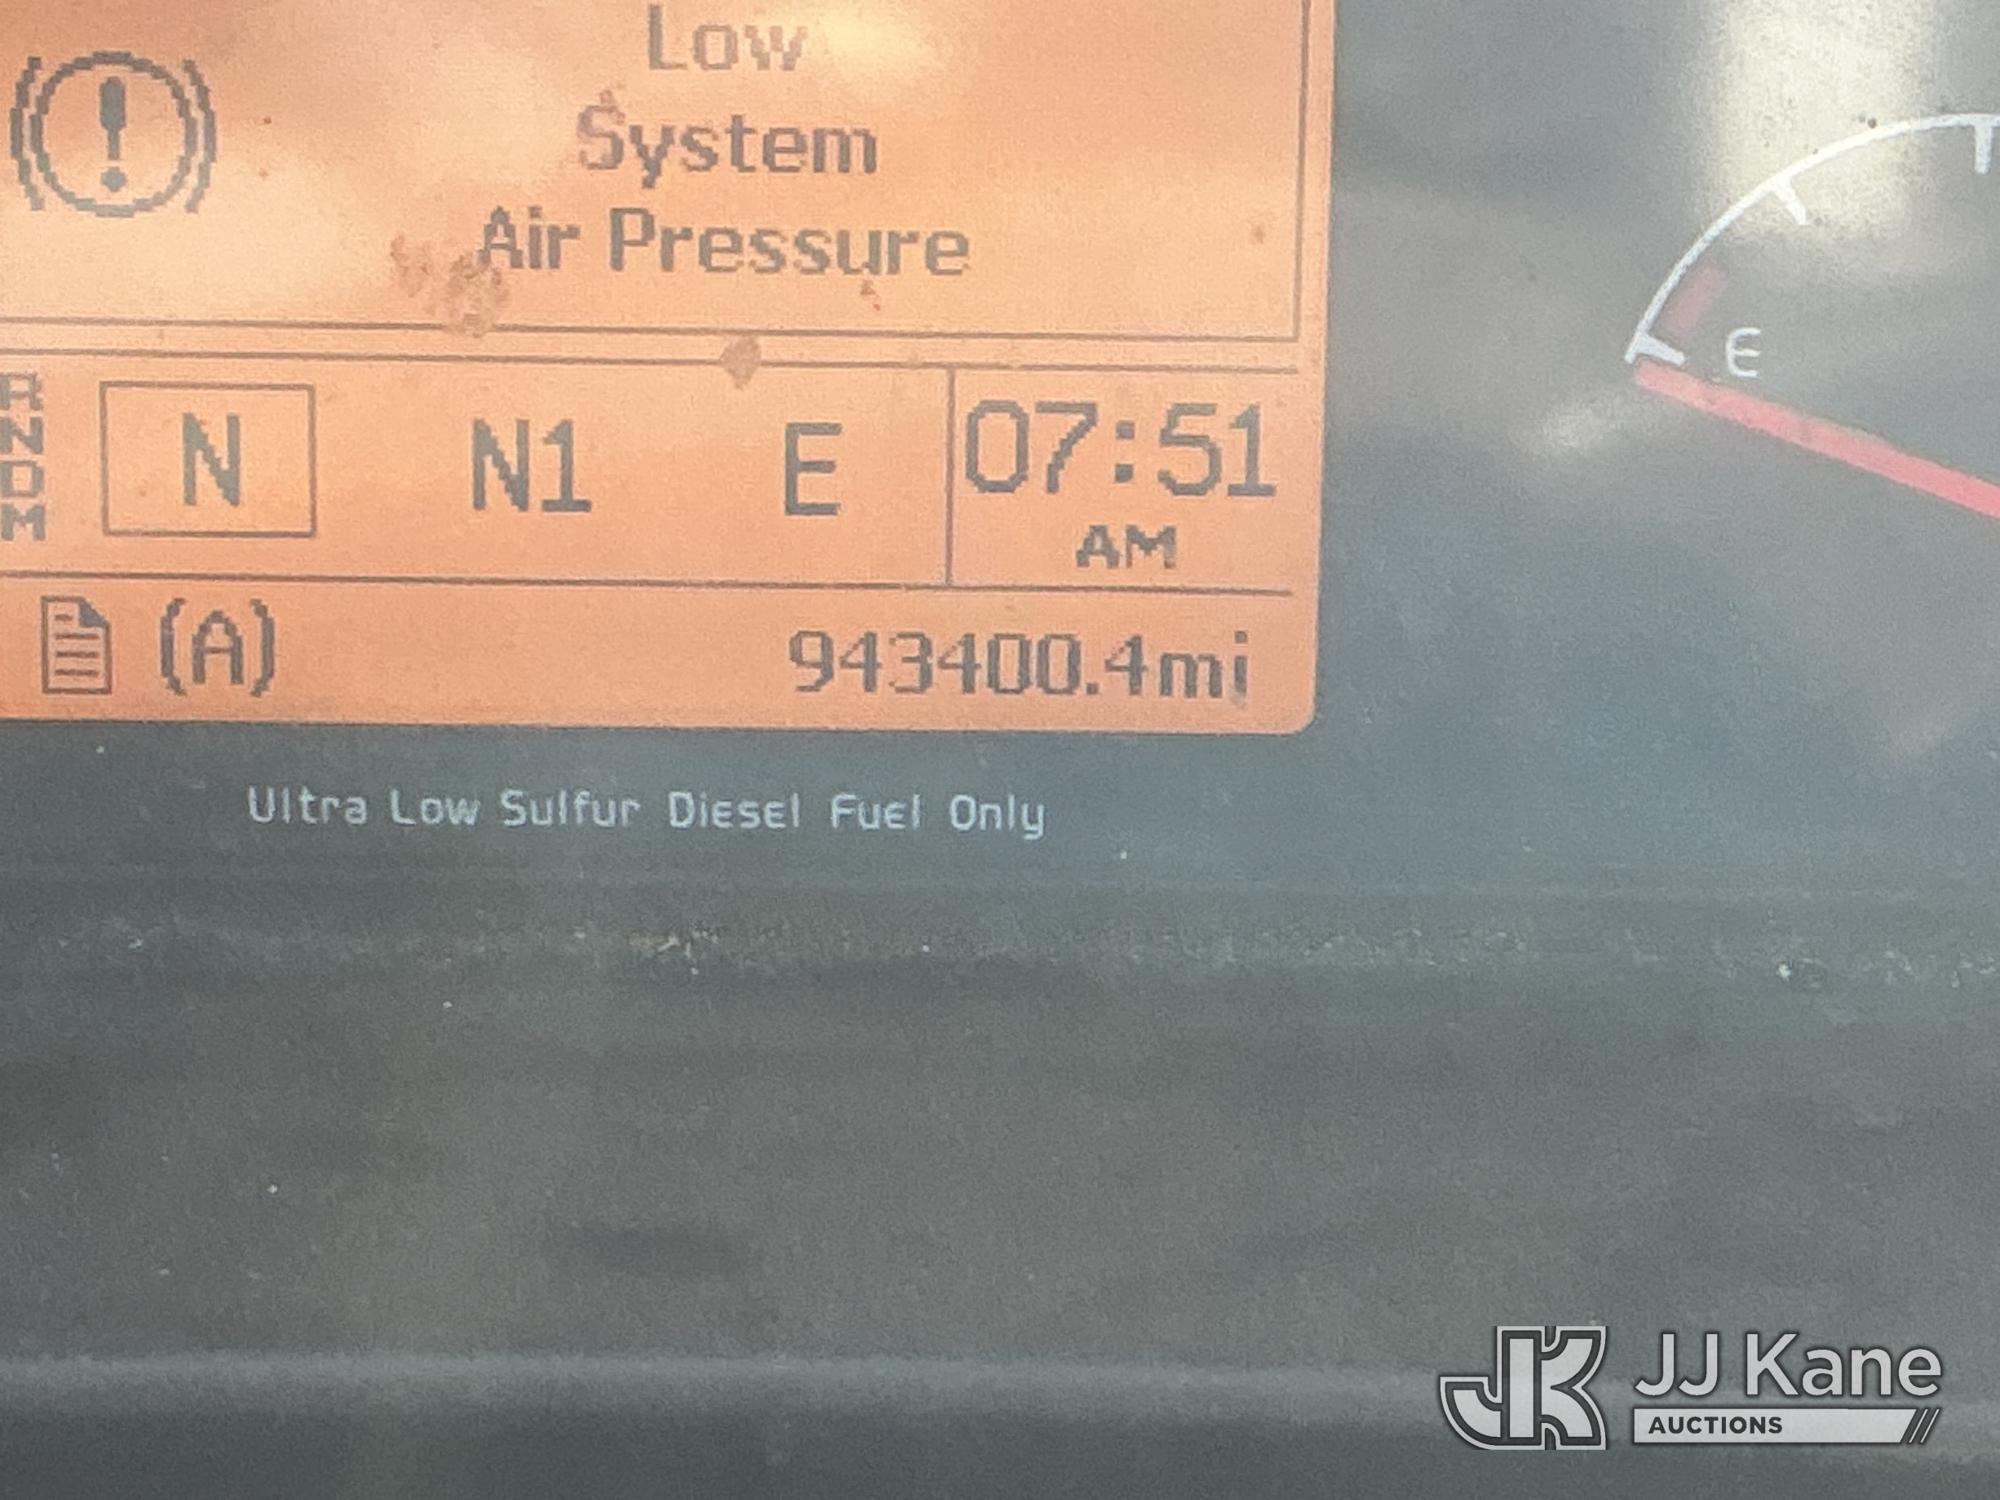 Low
System
Air Pressure
R
N
D
M
N N1 E 07:51
AM
(A) 943400.4mi
E
Ultra Low Sulfur Diesel Fuel Only
JK JJ Kane
AUCTIONS